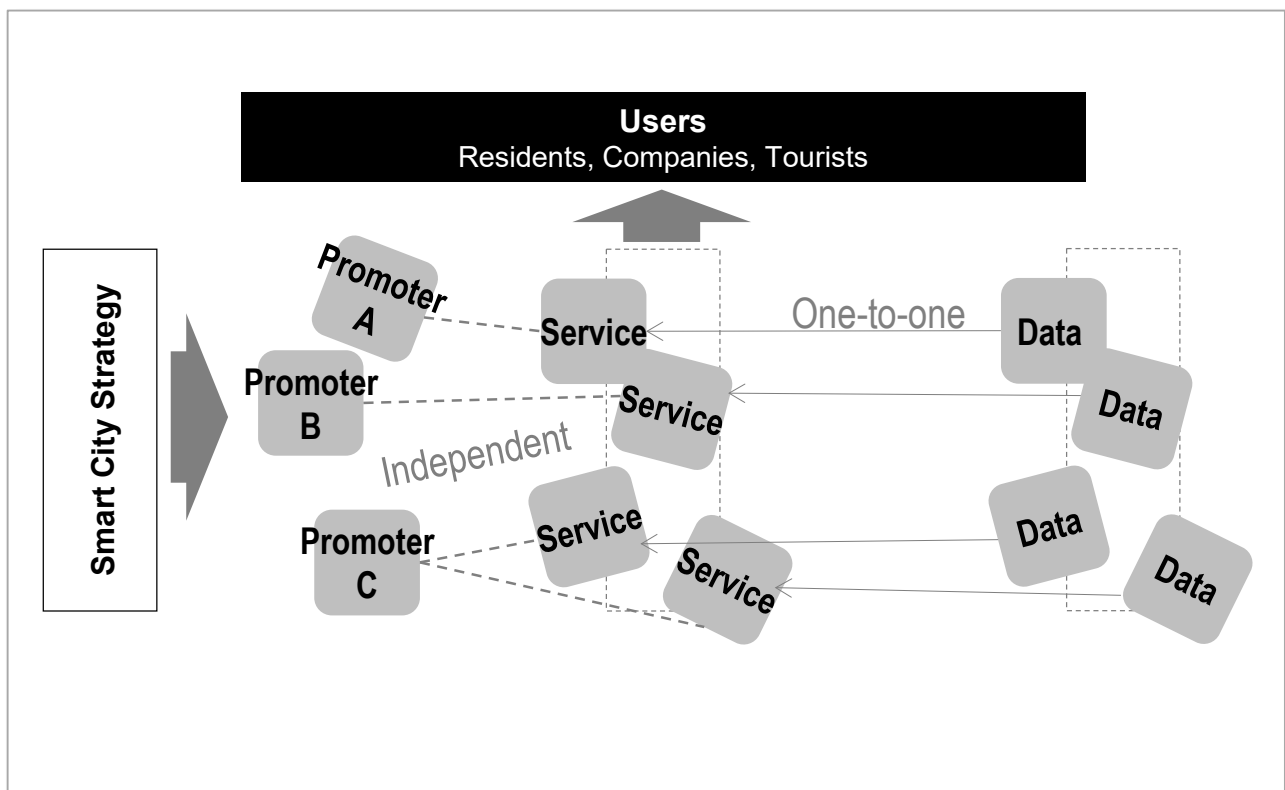 Users
Residents, Companies, Tourists
Smart City Strategy
Promoter
A
Service
One-to-one
Data
Promoter
B
Service
Data
Independent
Promoter
C
Service
Data
Service
Data